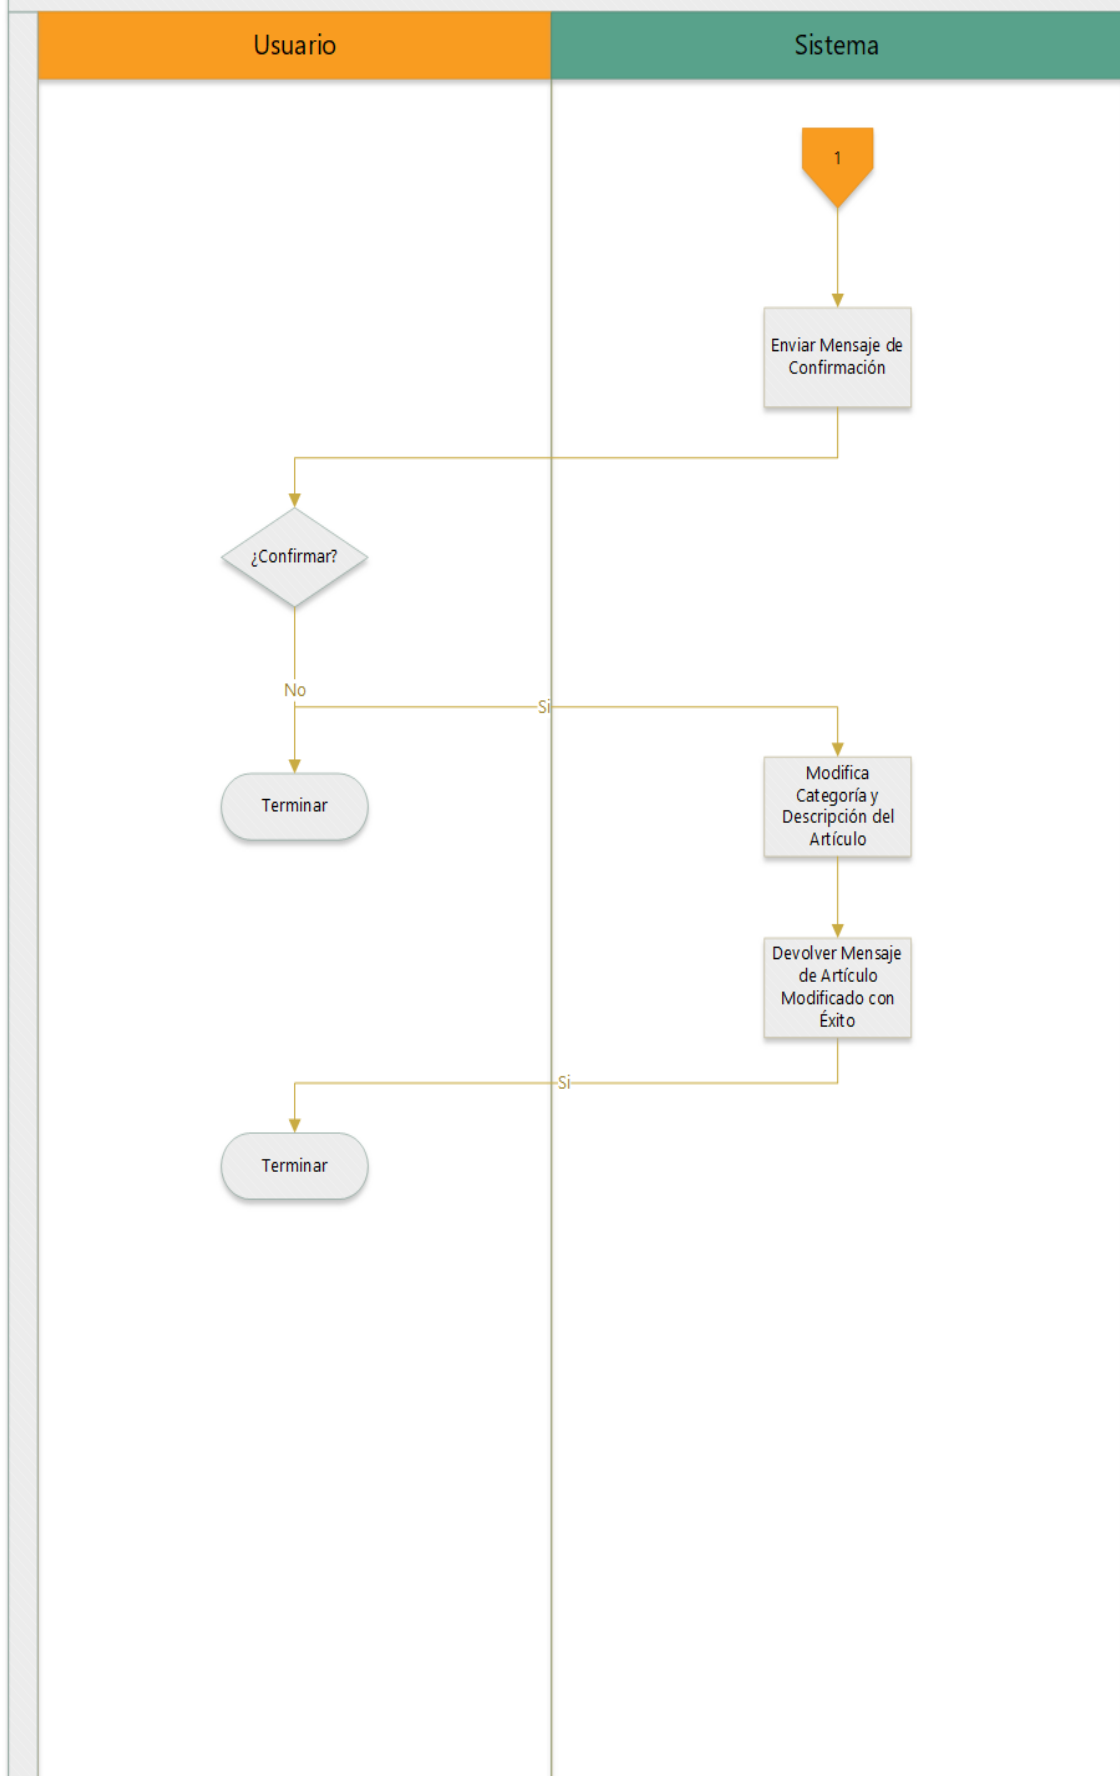 Usuario
Sistema
1
Enviar Mensaje de
Confirmación
¿Confirmar?
No
Si
Modifica
Categoría y
Descripción del
Artículo
Terminar
Devolver Mensaje
de Artículo
Modificado con
Éxito
Si
Terminar